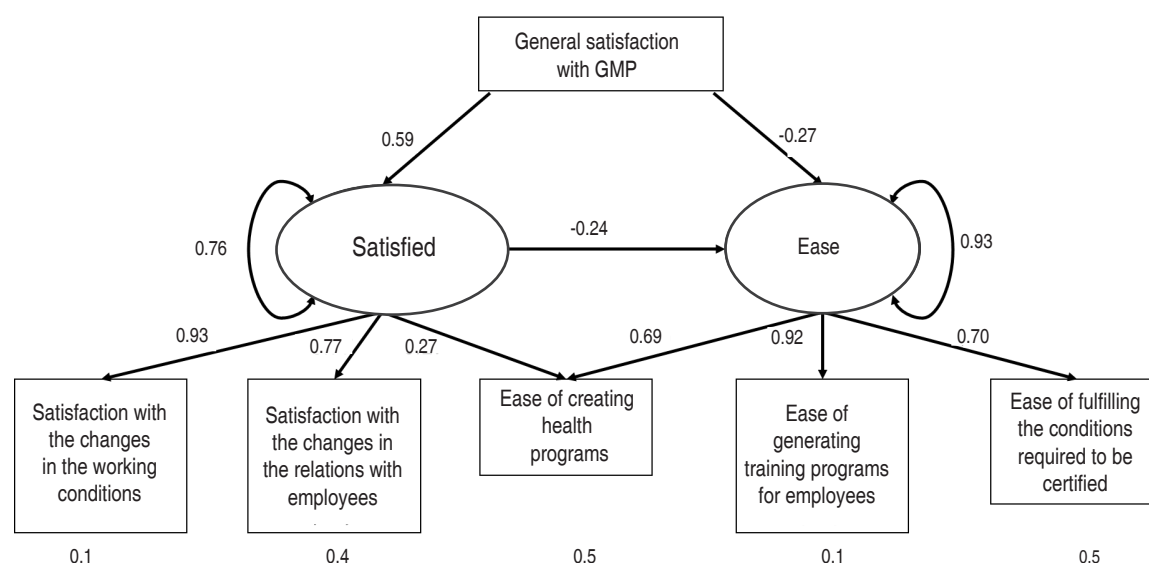 General satisfaction
with GMP
0.59
-0.27
0.76
Satisfied
-0.24
Ease
0.93
0.93
0.77
0.27
0.69
0.92
0.70
Satisfaction with
the changes
in the working
conditions
Satisfaction with
the changes in
the relations with
employees
Ease of creating
health
programs
Ease of
generating
training programs
for employees
Ease of fulfilling
the conditions
required to be
certified
0.1
0.4
0.5
0.1
0.5